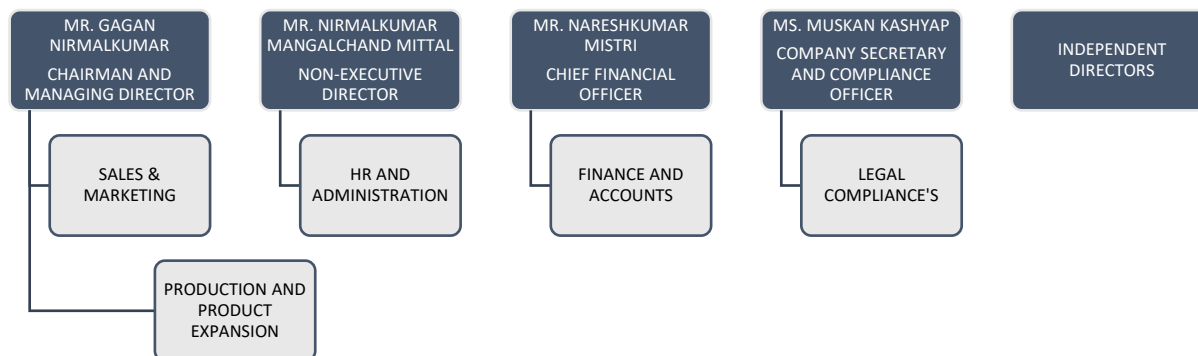 MR. GAGAN
NIRMALKUMAR
CHAIRMAN AND
MANAGING DIRECTOR
SALES &
MARKETING
PRODUCTION AND
PRODUCT
EXPANSION
MR. NIRMALKUMAR
MANGALCHAND MITTAL
NON-EXECUTIVE
DIRECTOR
HR AND
ADMINISTRATION
MR. NARESHKUMAR
MISTRI
CHIEF FINANCIAL
OFFICER
FINANCE AND
ACCOUNTS
MS. MUSKAN KASHYAP
COMPANY SECRETARY
AND COMPLIANCE
OFFICER
LEGAL
COMPLIANCE'S
INDEPENDENT
DIRECTORS